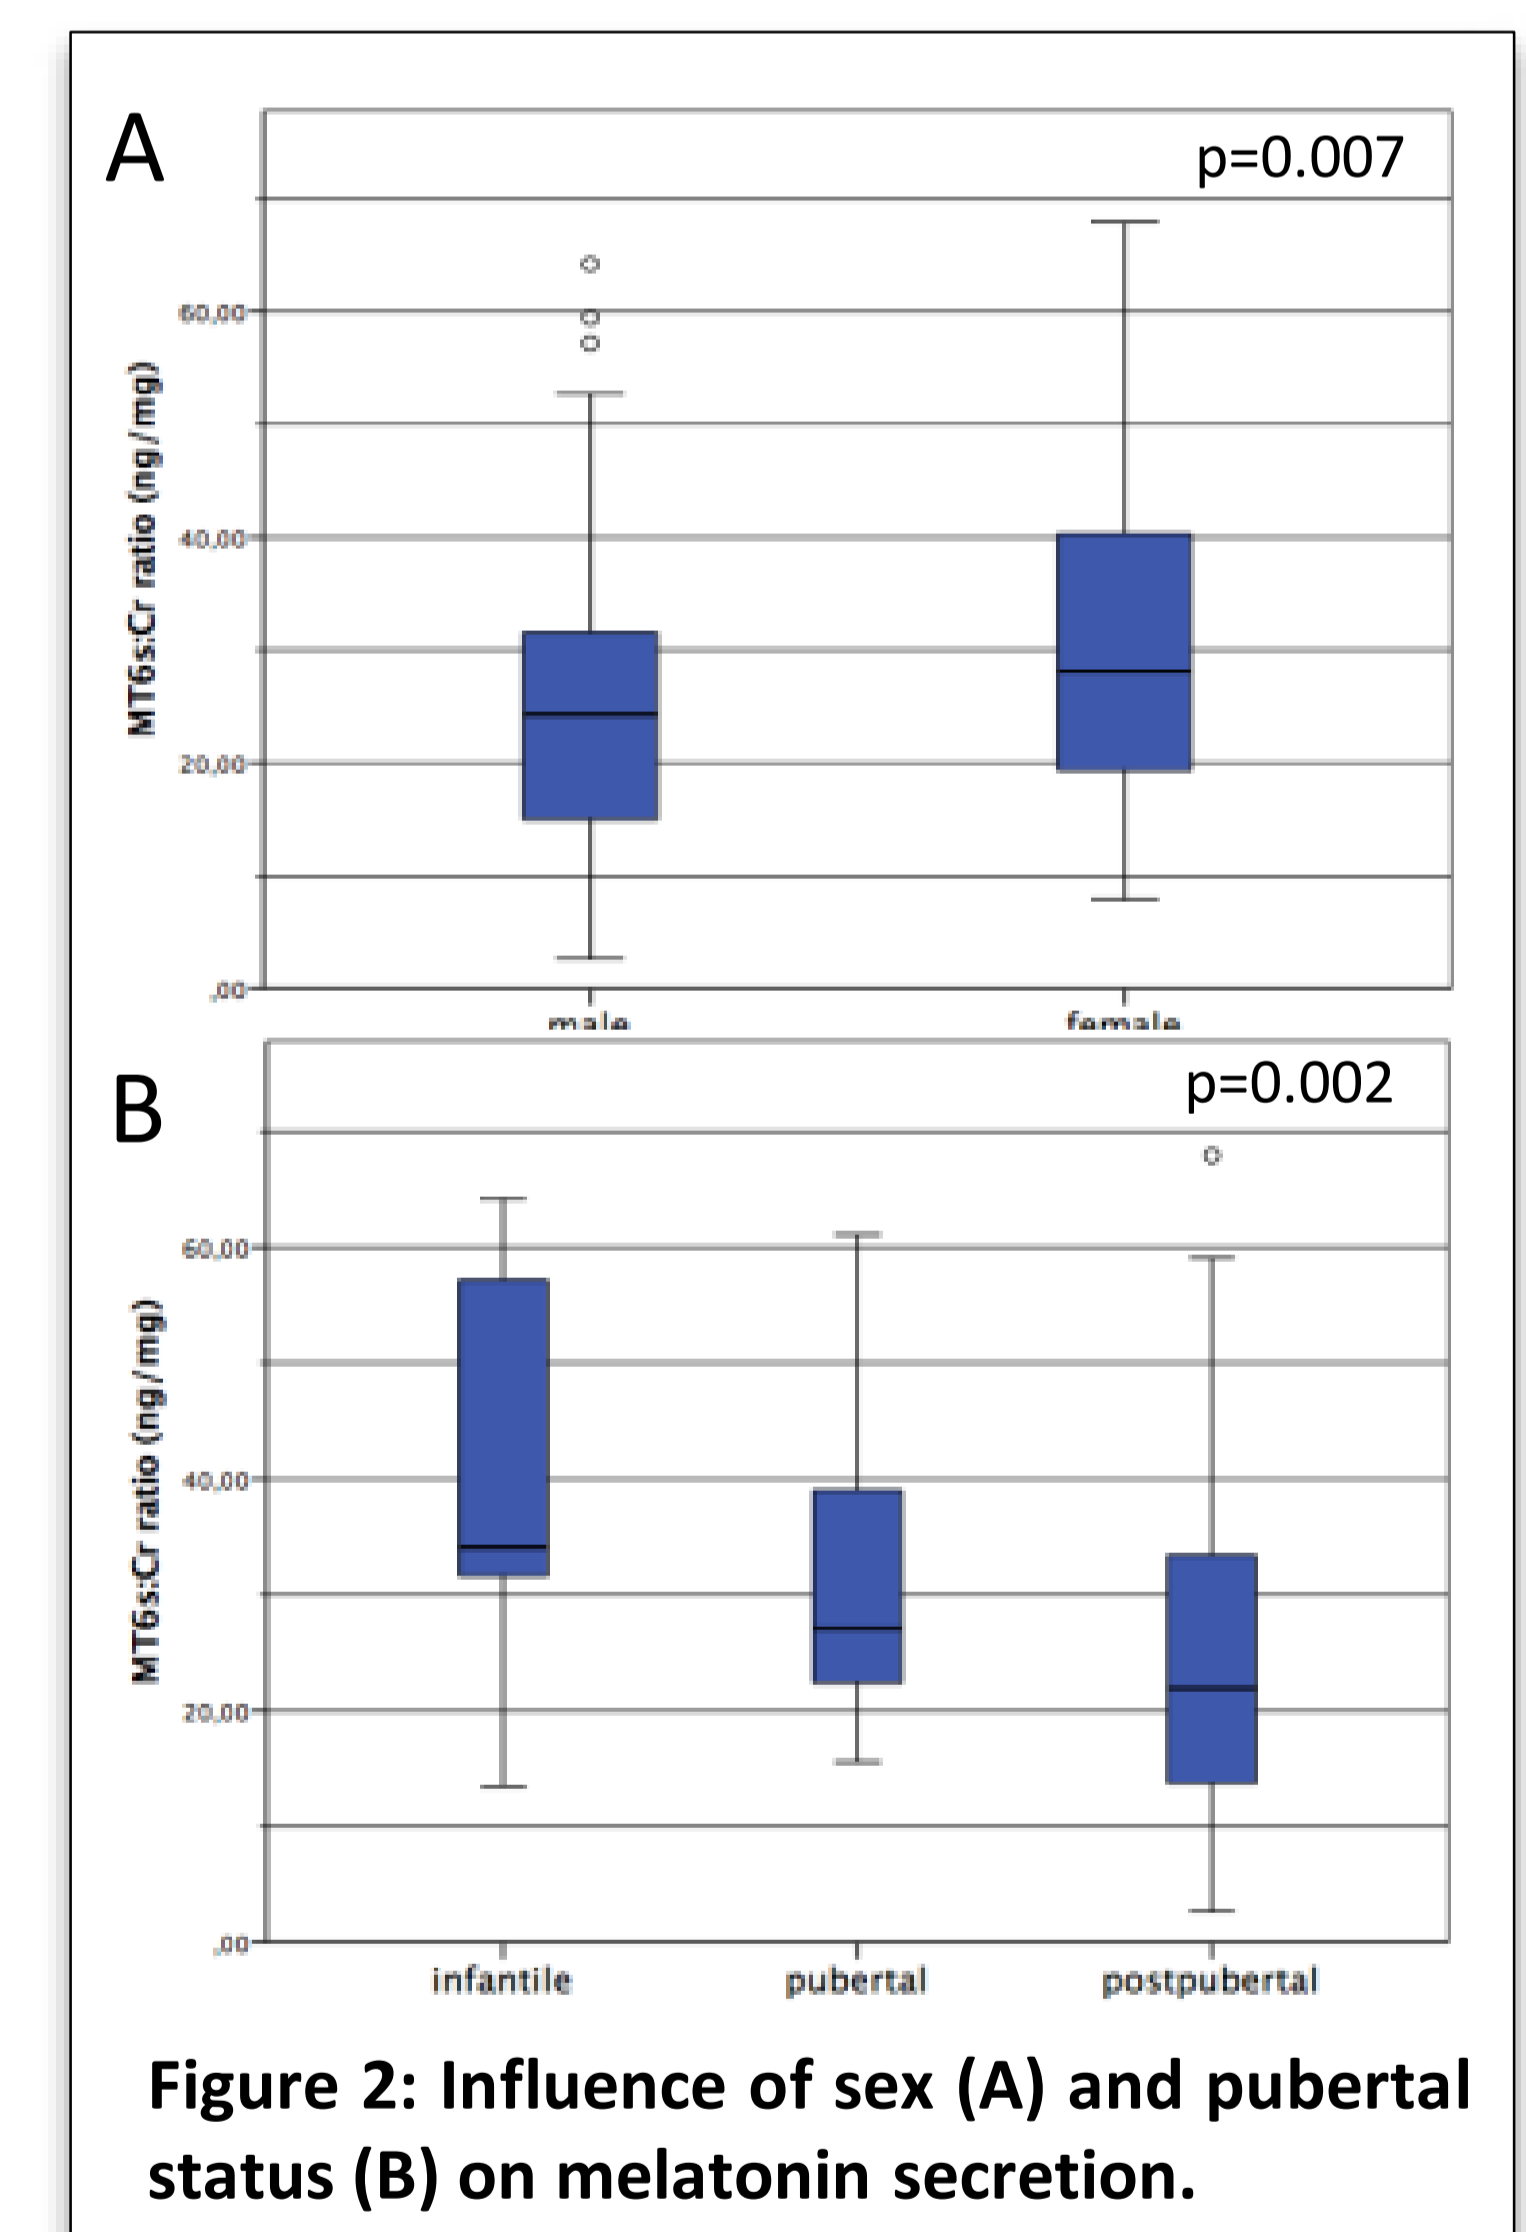 A
p=0.007
MT6s:Cr ratio (ng/mg)
60,00
40,00
20,00
,00
male
female
B
p=0.002
MT6s:Cr ratio (ng/mg)
60,00
40,00
20,00
,00
infantile
pubertal
postpubertal
Figure 2: Influence of sex (A) and pubertal
status (B) on melatonin secretion.